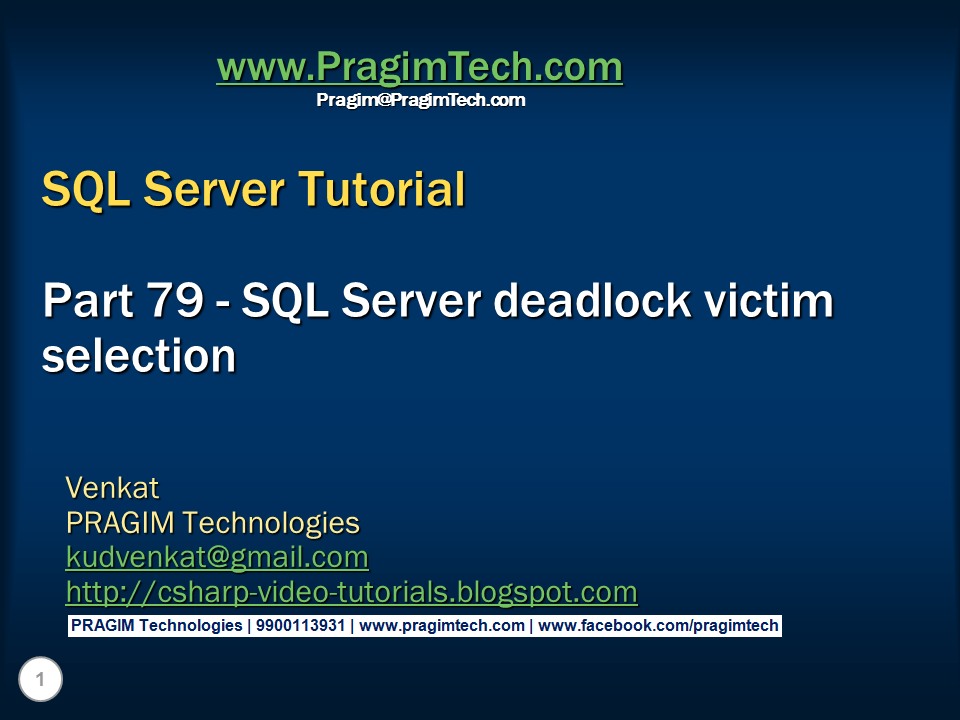 www.PragimTech.com
Pragim@PragimTech.com
SQL Server Tutorial
Part 79 - SQL Server deadlock victim
selection
Venkat
PRAGIM Technologies
kudvenkat@gmail.com
http://csharp-video-tutorials.blogspot.com
PRAGIM Technologies | 9900113931 | www.pragimtech.com | www.facebook.com/pragimtech
1